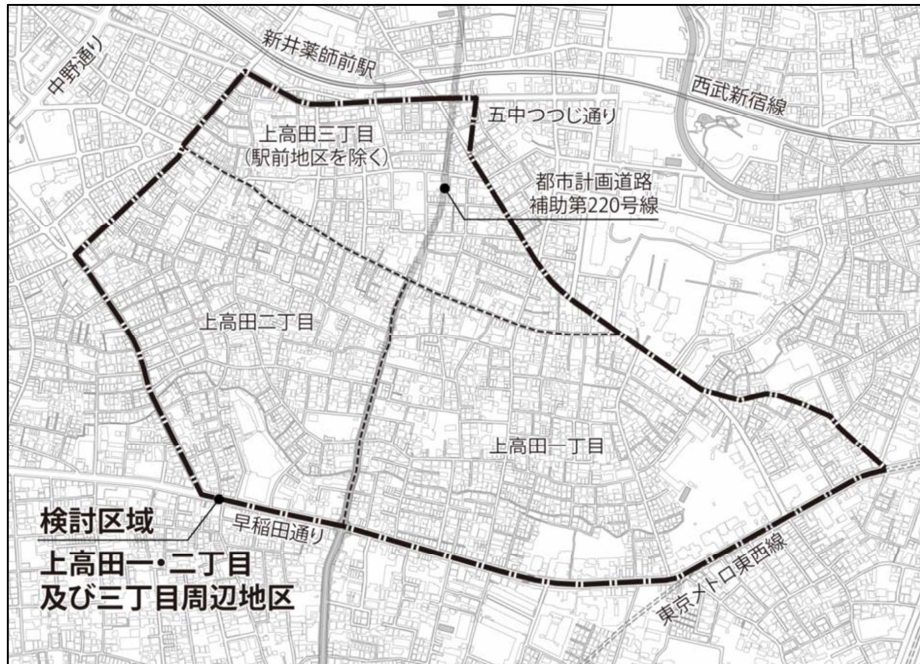 中野通り
新井薬師前駅
西武新宿線
五中つつじ通り
上高田三丁目
(駅前地区を除く)
都市計画道路
補助第220号線
上高田二丁目
上高田一丁目
早稲田通り
東京メトロ東西線
検討区域
上高田一・二丁目
及び三丁目周辺地区